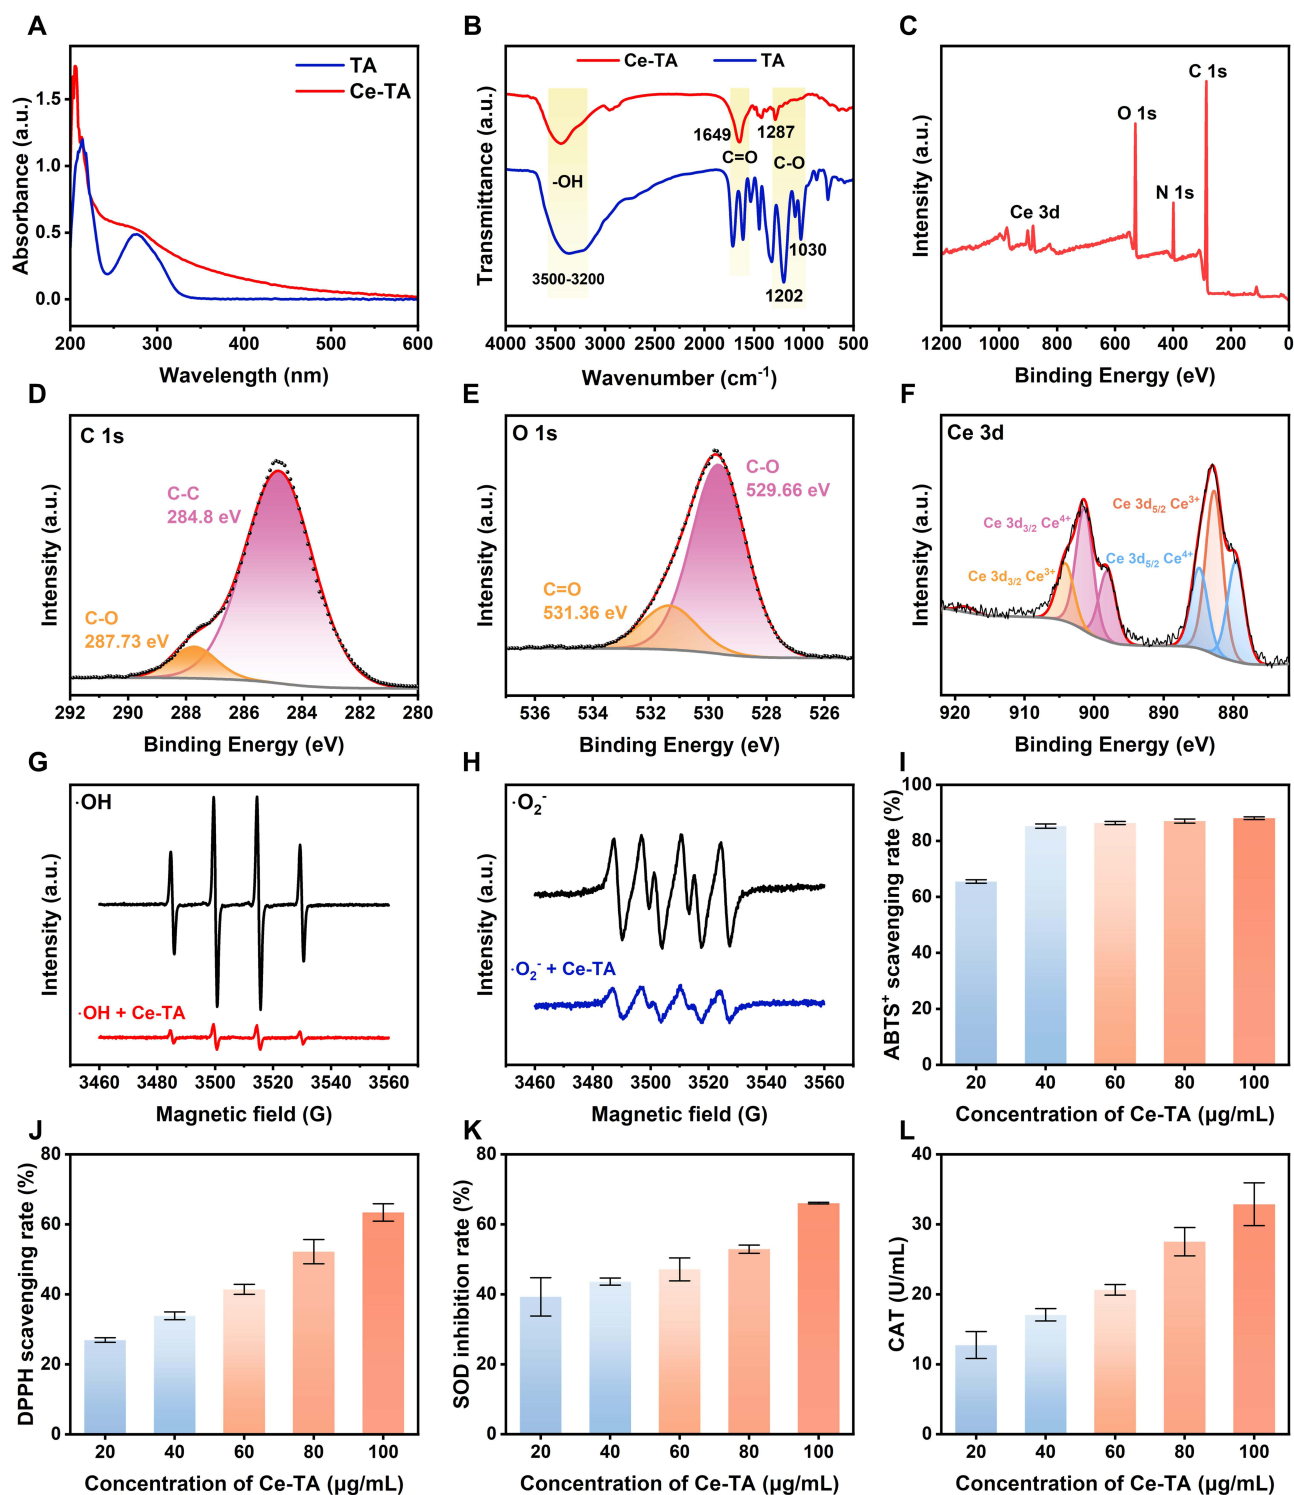 A
TA
Ce-TA
Absorbance (a.u.)
1.5
1.0
0.5
0.0
200 300 400 500 600
Wavelength (nm)
B
Ce-TA TA
Transmittance (a.u.)
1649
1287
C=O
C-O
-OH
3500-3200
1030
1202
4000 3500 3000 2500 2000 1500 1000 500
Wavenumber (cm⁻¹)
C
C 1s
O 1s
N 1s
Ce 3d
Intensity (a.u.)
1200 1000 800 600 400 200 0
Binding Energy (eV)
D
C 1s
C-C
284.8 eV
C-O
287.73 eV
Intensity (a.u.)
292 290 288 286 284 282 280
Binding Energy (eV)
E
O 1s
C-O
529.66 eV
C=O
531.36 eV
Intensity (a.u.)
536 534 532 530 528 526
Binding Energy (eV)
F
Ce 3d
Ce 3d₃/₂ Ce⁴⁺
Ce 3d₅/₂ Ce³⁺
Ce 3d₅/₂ Ce⁴⁺
Ce 3d₃/₂ Ce³⁺
Intensity (a.u.)
920 910 900 890 880
Binding Energy (eV)
G
·OH
·OH + Ce-TA
Intensity (a.u.)
3460 3480 3500 3520 3540 3560
Magnetic field (G)
H
·O₂⁻
·O₂⁻ + Ce-TA
Intensity (a.u.)
3460 3480 3500 3520 3540 3560
Magnetic field (G)
I
ABTS⁺ scavenging rate (%)
100
80
60
40
20
0
20 40 60 80 100
Concentration of Ce-TA (μg/mL)
J
DPPH scavenging rate (%)
80
60
40
20
0
20 40 60 80 100
Concentration of Ce-TA (μg/mL)
K
SOD inhibition rate (%)
80
60
40
20
0
20 40 60 80 100
Concentration of Ce-TA (μg/mL)
L
CAT (U/mL)
40
30
20
10
0
20 40 60 80 100
Concentration of Ce-TA (μg/mL)